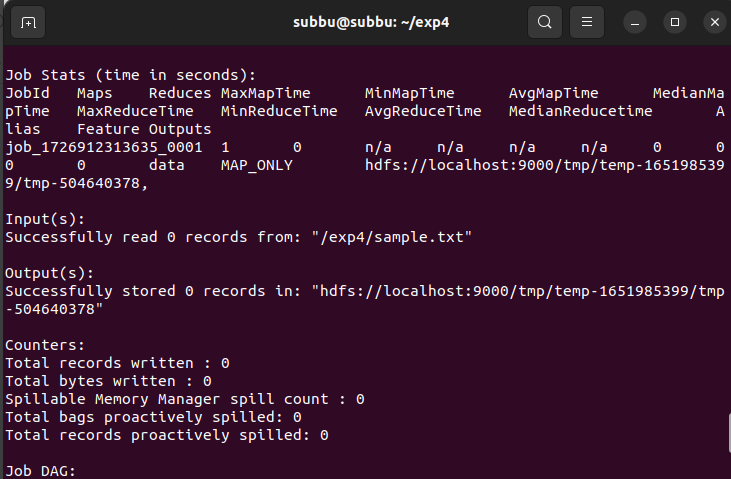 subbu@subbu: ~/exp4
Job Stats (time in seconds):
JobId   Maps    Reduces MaxMapTime      MinMapTime      AvgMapTime      MedianMa
pTime   MaxReduceTime   MinReduceTime   AvgReduceTime   MedianReducetime       A
lias    Feature Outputs
job_1726912313635_0001  1       0       n/a     n/a     n/a     n/a     0      0
0       0       data    MAP_ONLY        hdfs://localhost:9000/tmp/temp-165198539
9/tmp-504640378,
Input(s):
Successfully read 0 records from: "/exp4/sample.txt"
Output(s):
Successfully stored 0 records in: "hdfs://localhost:9000/tmp/temp-1651985399/tmp
-504640378"
Counters:
Total records written : 0
Total bytes written : 0
Spillable Memory Manager spill count : 0
Total bags proactively spilled: 0
Total records proactively spilled: 0
Job DAG: